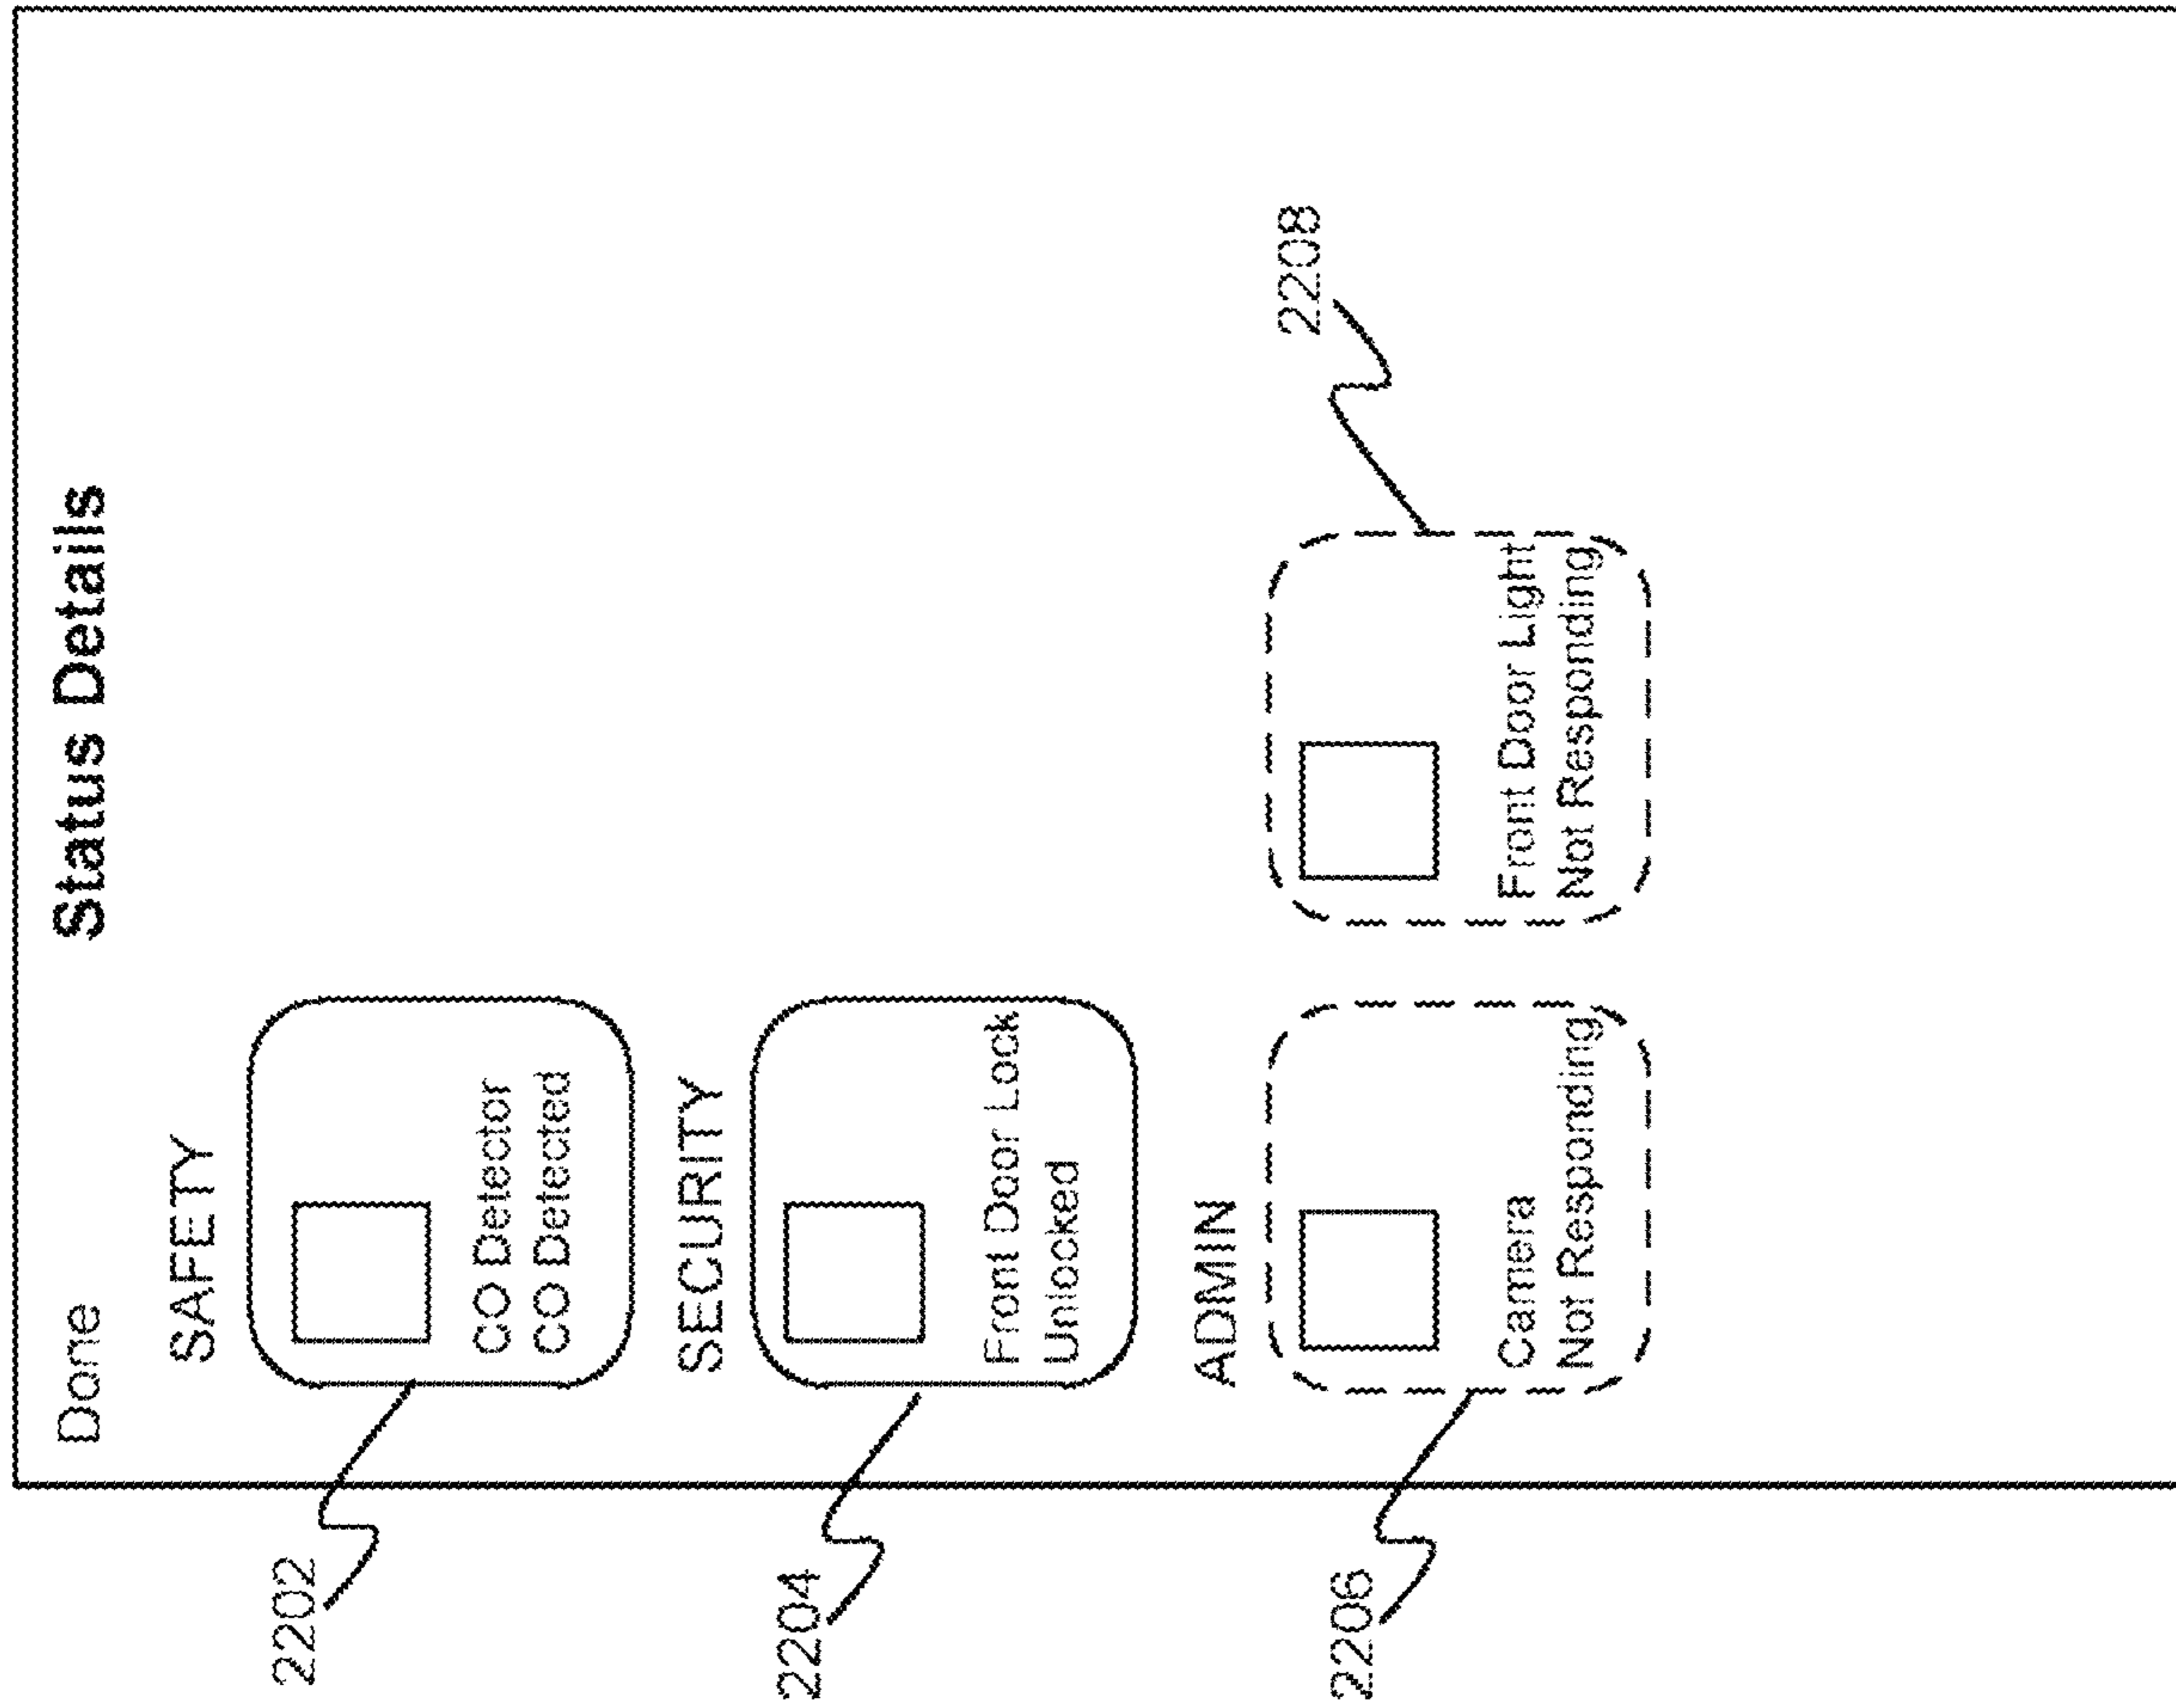 Done
Status Details
SAFETY
2202
CO Detector
CO Detected
SECURITY
2204
Front Door Lock
Unlocked
ADMIN
2206
Camera
Not Responding
2208
Front Door Light
Not Responding